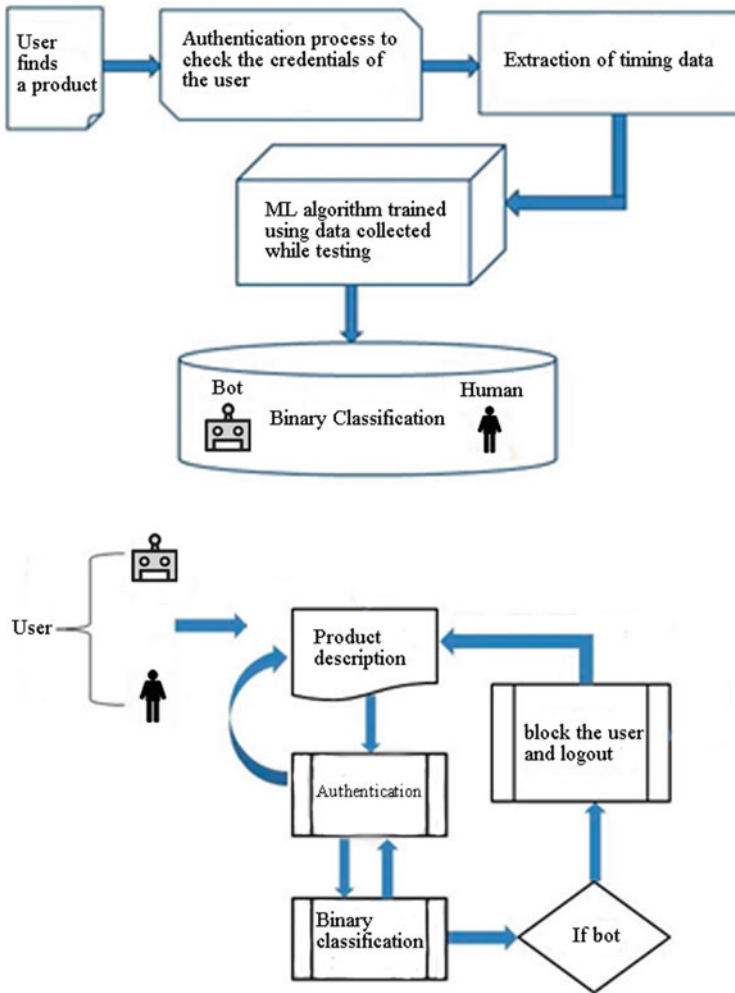 User
finds
a product
Authentication process to
check the credentials of
the user
Extraction of timing data
ML algorithm trained
using data collected
while testing
Bot
Human
Binary Classification
User
Product
description
block the user
and logout
Authentication
Binary
classification
If bot